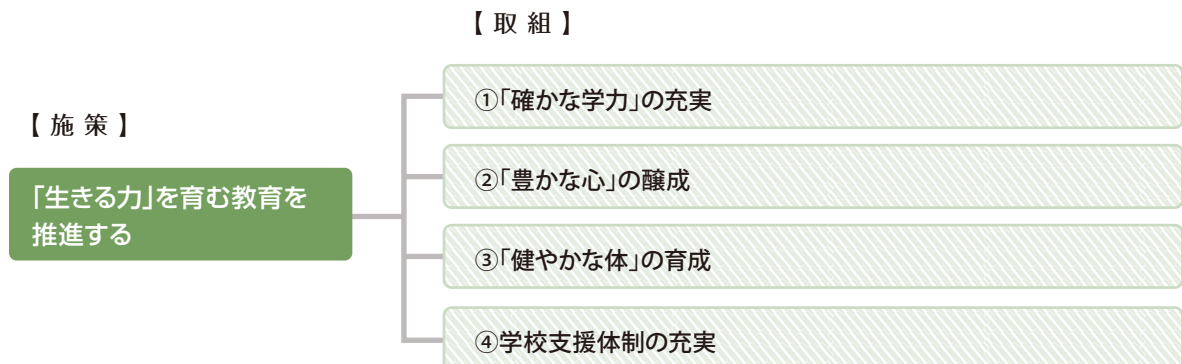 【取組】
①「確かな学力」の充実
【施策】
②「豊かな心」の醸成
「生きる力」を育む教育を
推進する
③「健やかな体」の育成
④学校支援体制の充実